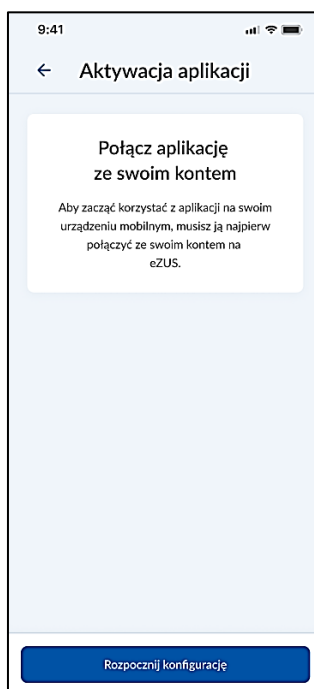 9:41
Aktywacja aplikacji
Połącz aplikację
ze swoim kontem
Aby zacząć korzystać z aplikacji na swoim
urządzeniu mobilnym, musisz ją najpierw
połączyć ze swoim kontem na
eZUS.
Rozpocznij konfigurację